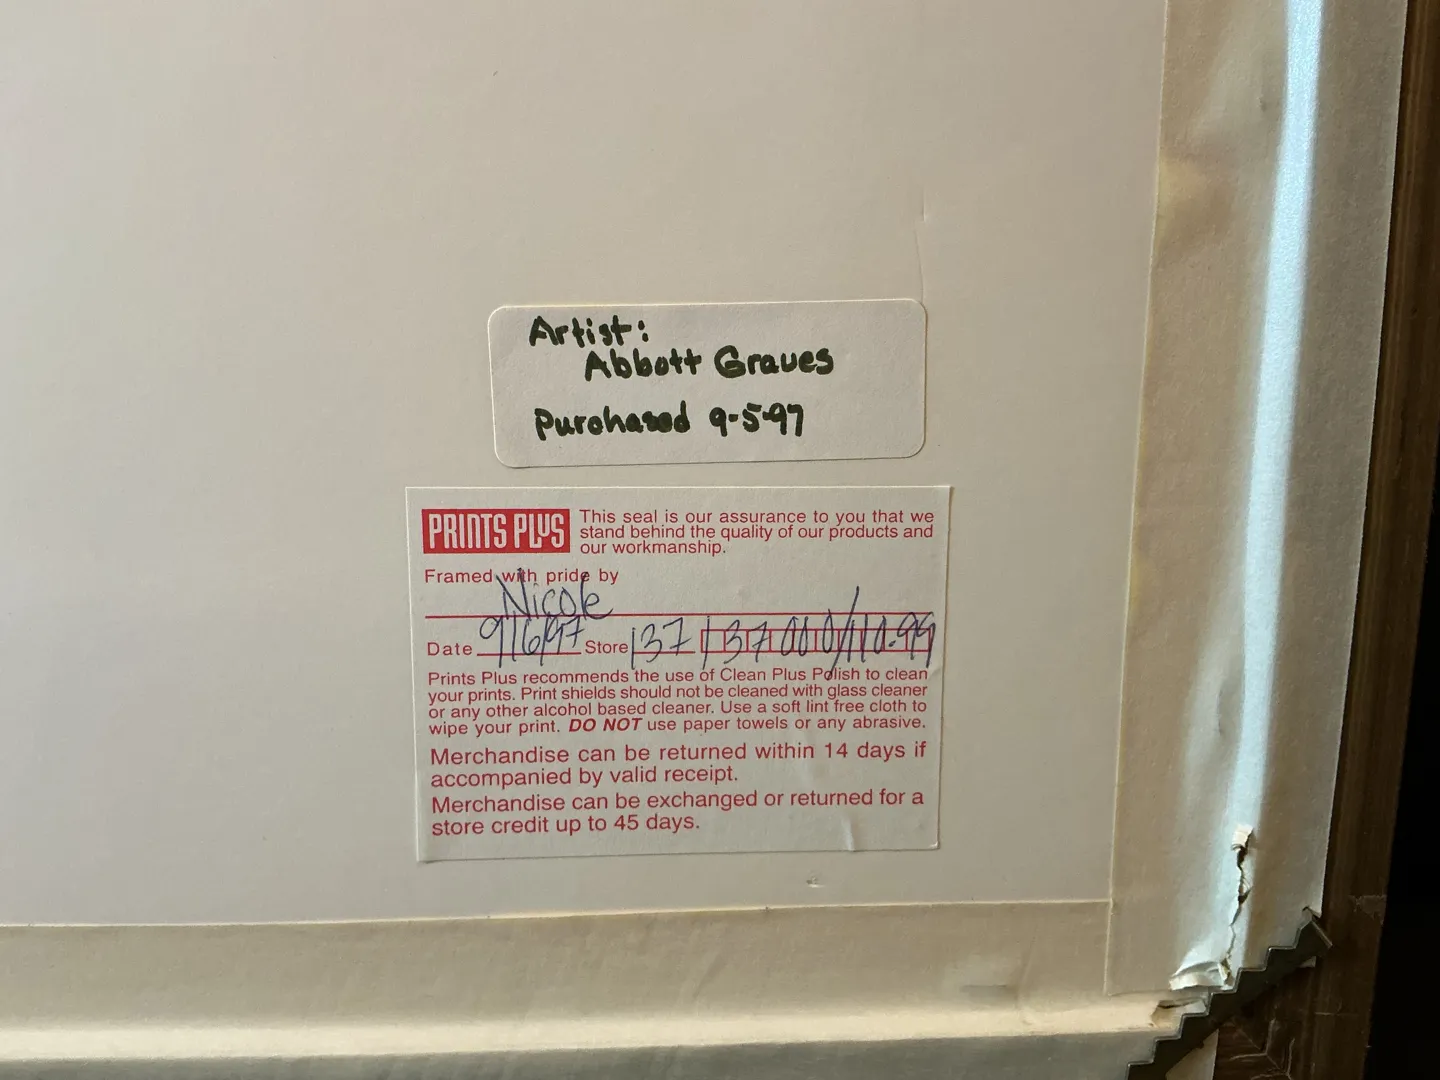 Artist:
Abbott Graves
Purchased 9-5-97
PRINTS PLUS
This seal is our assurance to you that we
stand behind the quality of our products and
our workmanship.
Framed with pride by
Nicole
Date 9/6/97 Store 137 137000/110.99
Prints Plus recommends the use of Clean Plus Polish to clean
your prints. Print shields should not be cleaned with glass cleaner
or any other alcohol based cleaner. Use a soft lint free cloth to
wipe your print. DO NOT use paper towels or any abrasive.
Merchandise can be returned within 14 days if
accompanied by valid receipt.
Merchandise can be exchanged or returned for a
store credit up to 45 days.